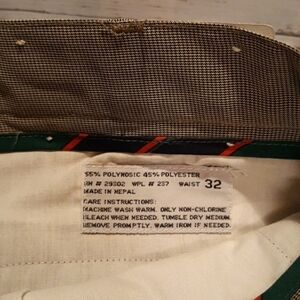 55% POLYNOSIC 45% POLYESTER
RN # 29302 WPL # 237 WAIST 32
MADE IN NEPAL
CARE INSTRUCTIONS:
MACHINE WASH WARM. ONLY NON-CHLORINE
BLEACH WHEN NEEDED. TUMBLE DRY MEDIUM.
REMOVE PROMPTLY. WARM IRON IF NEEDED.